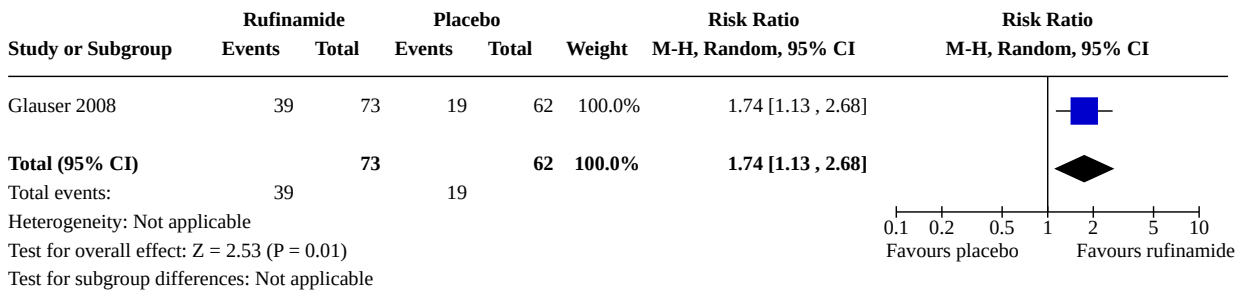 Rufinamide Placebo Risk Ratio Risk Ratio
Study or Subgroup Events Total Events Total Weight M-H, Random, 95% CI M-H, Random, 95% CI
Glauser 2008 39 73 19 62 100.0% 1.74 [1.13 , 2.68]
Total (95% CI) 73 62 100.0% 1.74 [1.13 , 2.68]
Total events: 39 19
Heterogeneity: Not applicable
0.1 0.2 0.5 1 2 5 10
Test for overall effect: Z = 2.53 (P = 0.01) Favours placebo Favours rufinamide
Test for subgroup differences: Not applicable